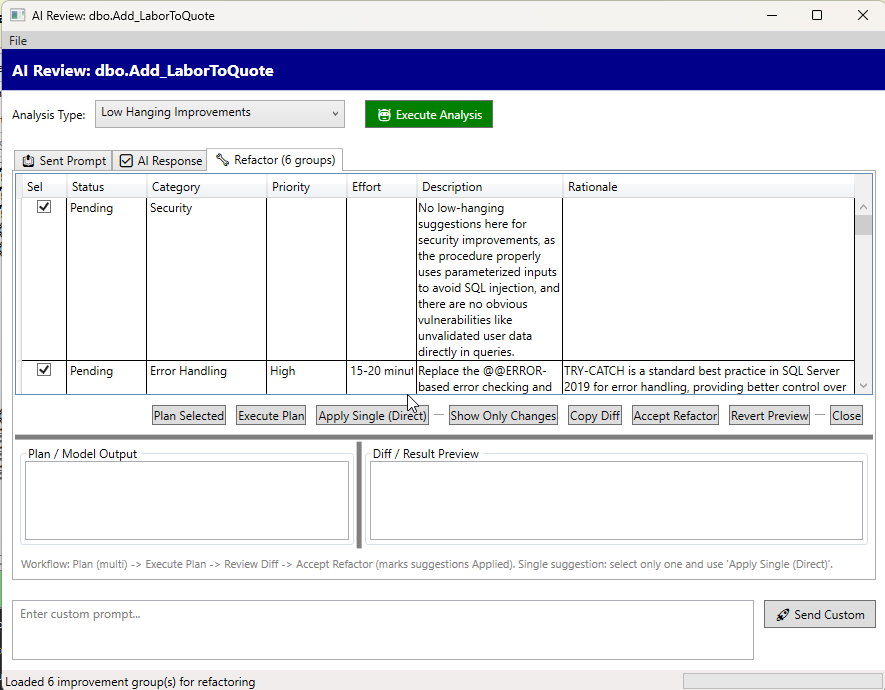 AI Review: dbo.Add_LaborToQuote
File
AI Review: dbo.Add_LaborToQuote
Analysis Type:
Low Hanging Improvements
Execute Analysis
Sent Prompt
AI Response
Refactor (6 groups)
Sel
Status
Category
Priority
Effort
Description
Rationale
Pending
Security
No low-hanging
suggestions here for
security improvements, as
the procedure properly
uses parameterized inputs
to avoid SQL injection, and
there are no obvious
vulnerabilities like
unvalidated user data
directly in queries.
Pending
Error Handling
High
15-20 minut
Replace the @@ERROR-
based error checking and
TRY-CATCH is a standard best practice in SQL Server
2019 for error handling, providing better control over
Plan Selected
Execute Plan
Apply Single (Direct)
Show Only Changes
Copy Diff
Accept Refactor
Revert Preview
Close
Plan / Model Output
Diff / Result Preview
Workflow: Plan (multi) -> Execute Plan -> Review Diff -> Accept Refactor (marks suggestions Applied). Single suggestion: select only one and use 'Apply Single (Direct)'.
Enter custom prompt...
Send Custom
Loaded 6 improvement group(s) for refactoring